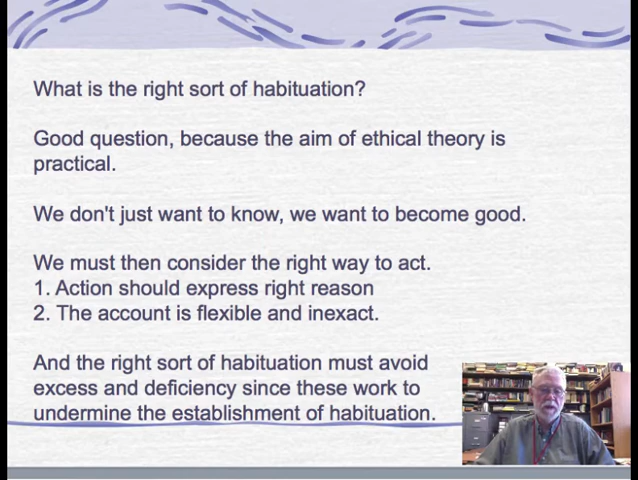 What is the right sort of habituation?
Good question, because the aim of ethical theory is
practical.
We don't just want to know, we want to become good.
We must then consider the right way to act.
1. Action should express right reason
2. The account is flexible and inexact.
And the right sort of habituation must avoid
excess and deficiency since these work to
undermine the establishment of habituation.